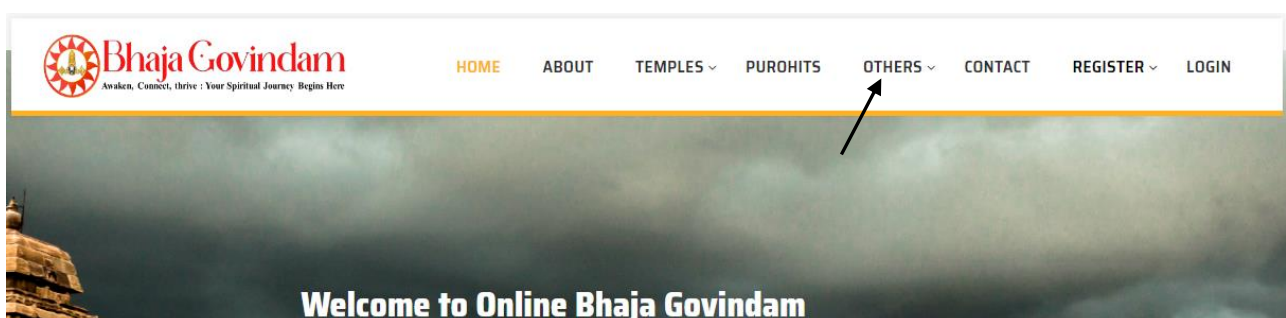 Bhaja Govindam
Awaken, Connect, thrive : Your Spiritual Journey Begins Here
HOME ABOUT TEMPLES PUROHITS OTHERS CONTACT REGISTER LOGIN
Welcome to Online Bhaja Govindam